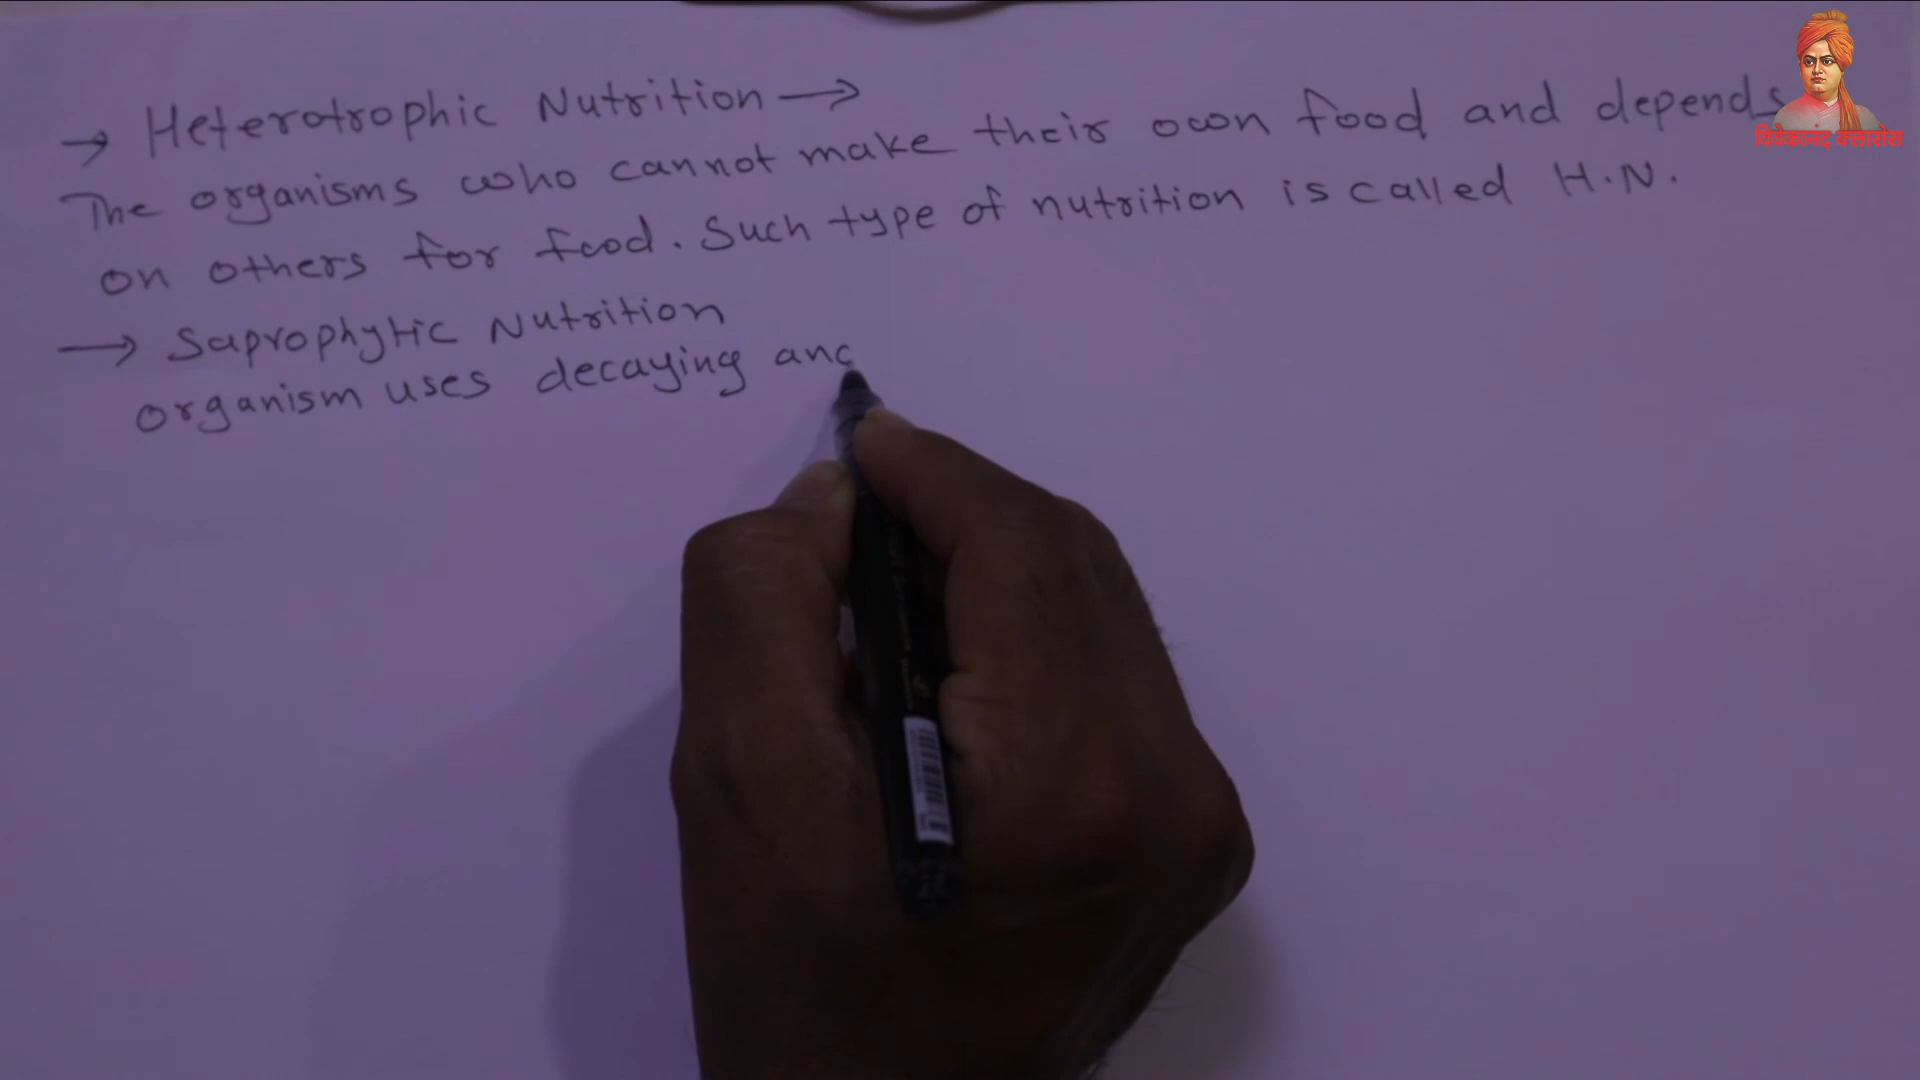 → Heterotrophic Nutrition →
The organisms who cannot make their own food and depends
on others for food. Such type of nutrition is called H.N.
→ Saprophytic Nutrition
organism uses decaying anc
विवेकानंद क्लासेस